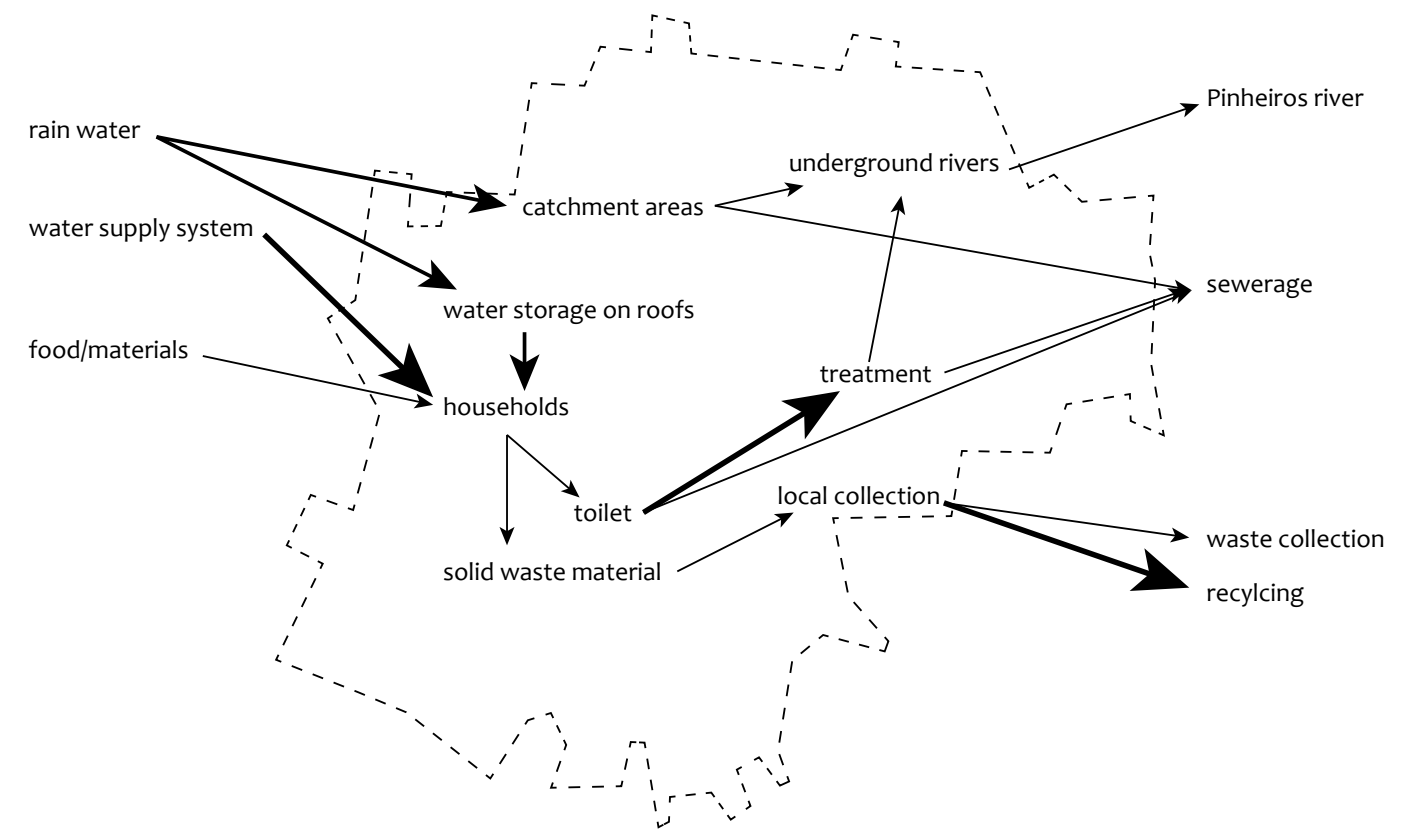 Pinheiros river
rain water
underground rivers
catchment areas
water supply system
sewerage
water storage on roofs
food/materials
treatment
households
local collection
toilet
waste collection
solid waste material
recylcing